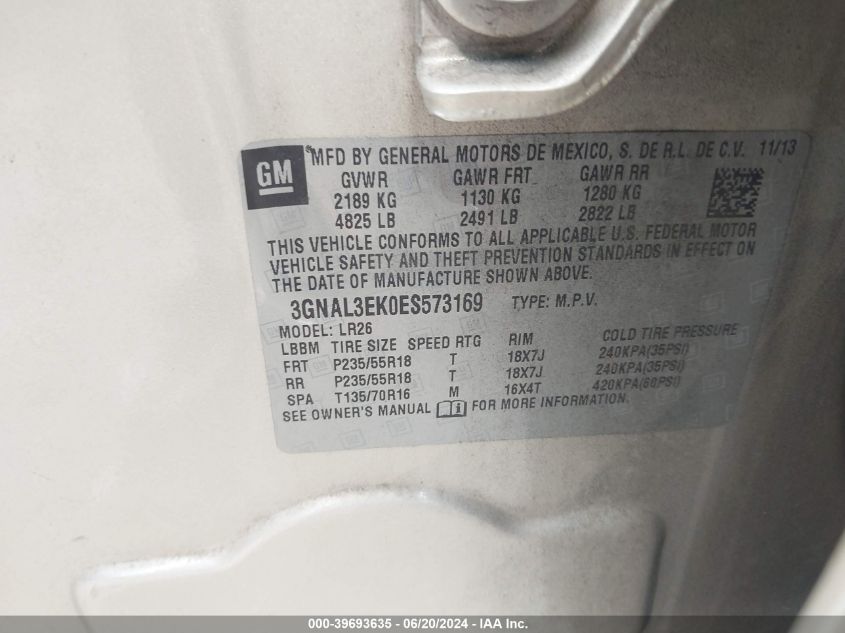 GM
MFD BY GENERAL MOTORS DE MEXICO, S. DE R.L. DE C.V. 11/13
GVWR GAWR FRT GAWR RR
2189 KG 1130 KG 1280 KG
4825 LB 2491 LB 2822 LB
THIS VEHICLE CONFORMS TO ALL APPLICABLE U.S. FEDERAL MOTOR
VEHICLE SAFETY AND THEFT PREVENTION STANDARDS IN EFFECT ON
THE DATE OF MANUFACTURE SHOWN ABOVE.
3GNAL3EK0ES573169 TYPE: M.P.V.
MODEL: LR26
LBBM TIRE SIZE SPEED RTG RIM COLD TIRE PRESSURE
FRT P235/55R18 T 18X7J 240KPA(35PSI)
RR P235/55R18 T 18X7J 240KPA(35PSI)
SPA T135/70R16 M 16X4T 420KPA(60PSI)
SEE OWNER'S MANUAL FOR MORE INFORMATION.
000-39693635 - 06/20/2024 - IAA Inc.